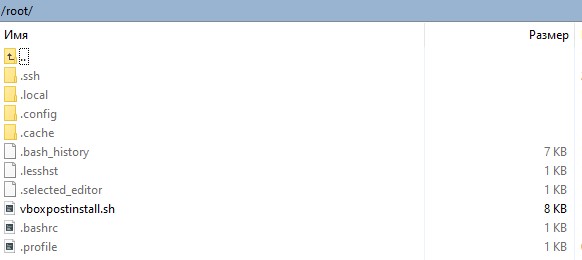 /root/
Имя Размер
..
.ssh
.local
.config
.cache
.bash_history 7 KB
.lesshst 1 KB
.selected_editor 1 KB
vboxpostinstall.sh 8 KB
.bashrc 1 KB
.profile 1 KB